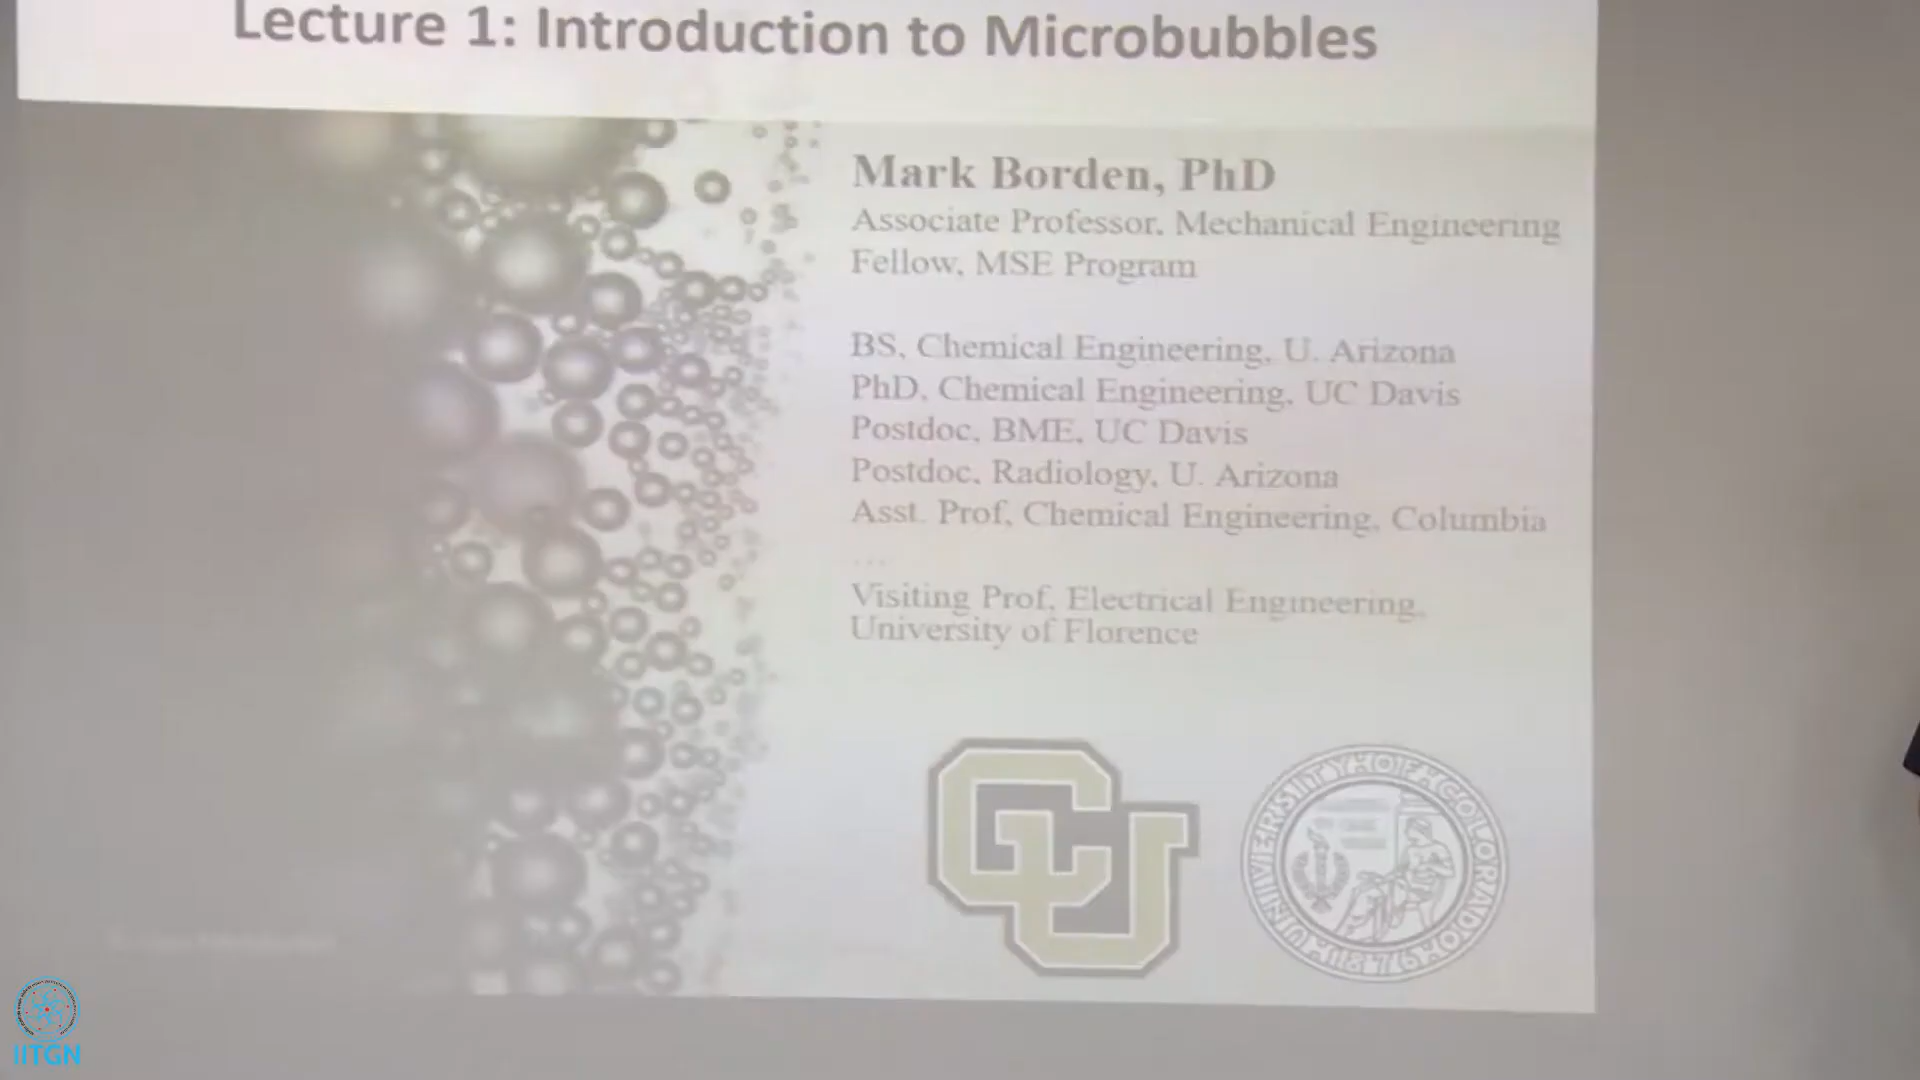 Lecture 1: Introduction to Microbubbles
Mark Borden, PhD
Associate Professor, Mechanical Engineering
Fellow, MSE Program
BS, Chemical Engineering, U. Arizona
PhD, Chemical Engineering, UC Davis
Postdoc, BME, UC Davis
Postdoc, Radiology, U. Arizona
Asst. Prof, Chemical Engineering, Columbia
...
Visiting Prof, Electrical Engineering,
University of Florence
CU
UNIVERSITY OF COLORADO
1876
IITGN